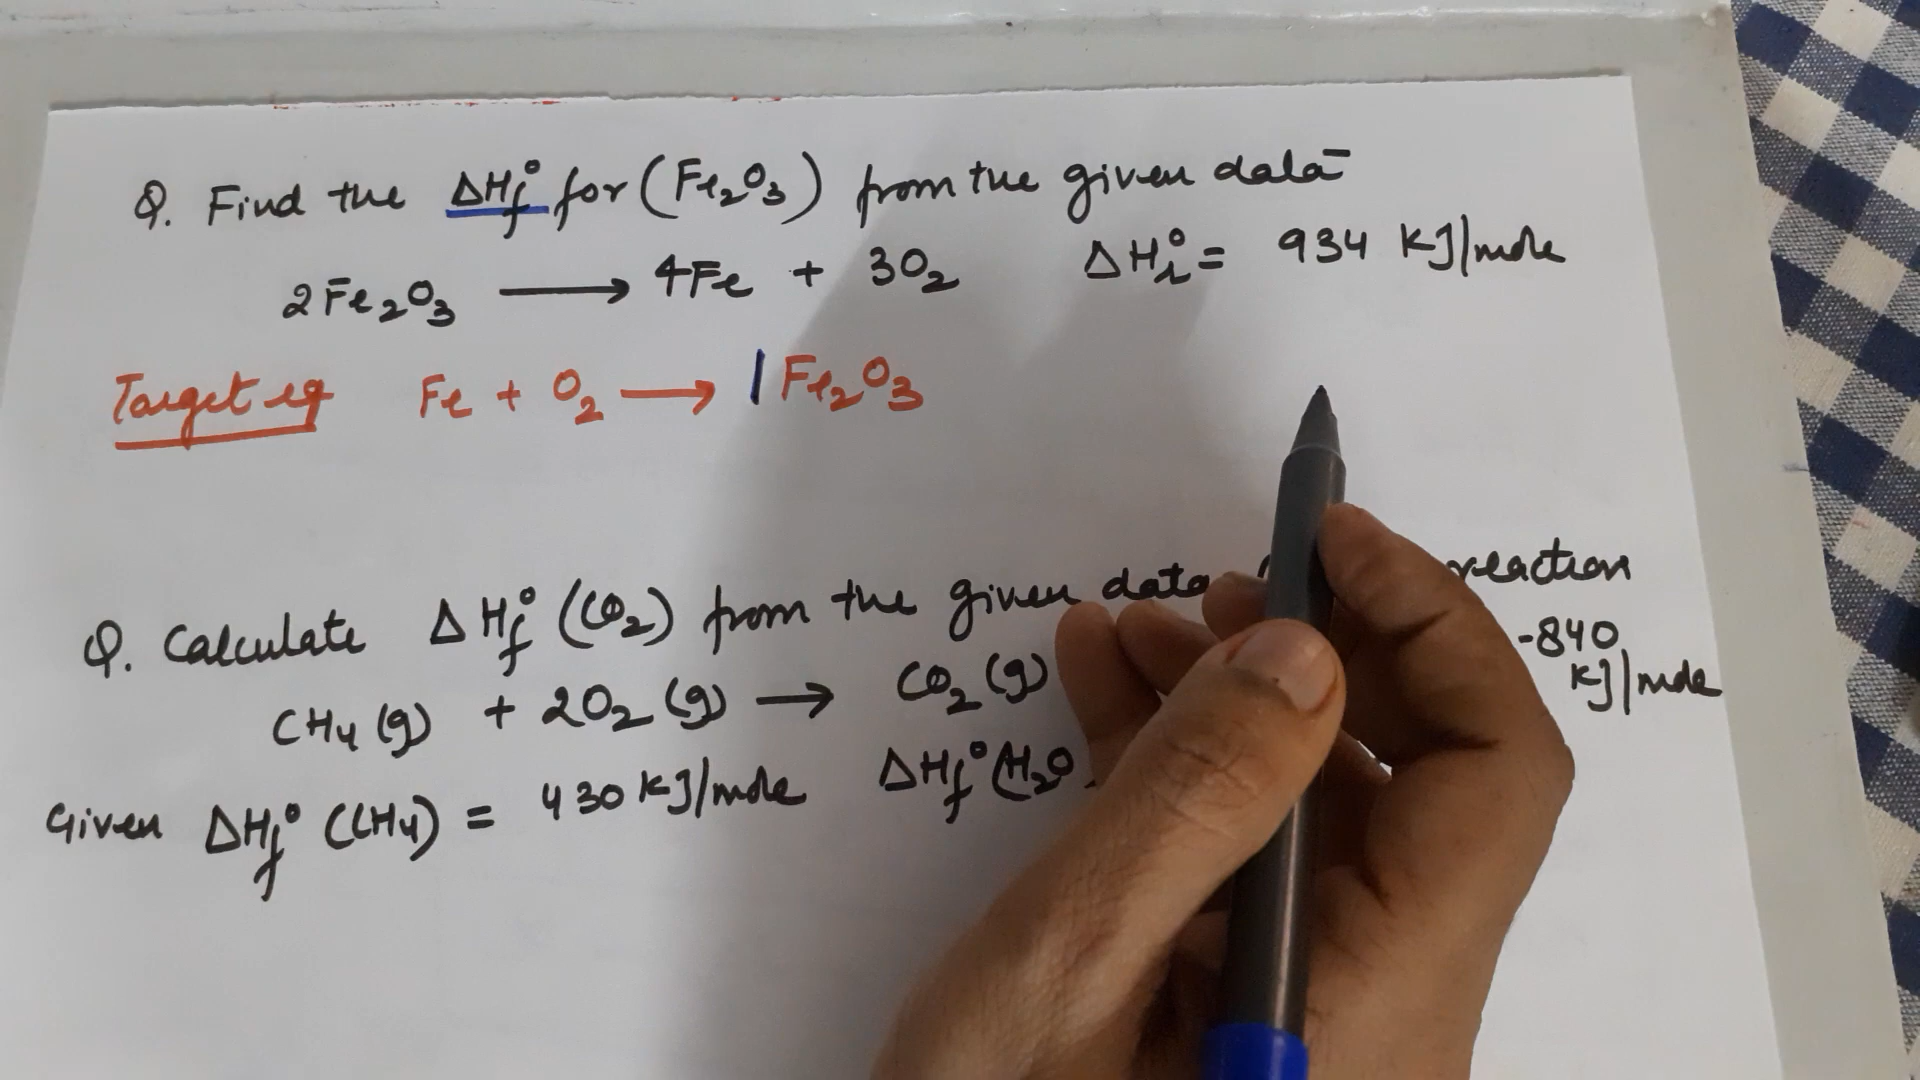 Q. Find the ΔHf° for (Fe₂O₃) from the given data
2Fe₂O₃ ⟶ 4Fe + 3O₂ ΔH°r = 934 KJ/mole
Target eq Fe + O₂ ⟶ 1 Fe₂O₃
Q. Calculate ΔHf° (CO₂) from the given data reaction
CH₄(g) + 2O₂(g) → CO₂(g) -840 KJ/mole
Given ΔHf° (CH₄) = 430 KJ/mole ΔHf° (H₂O